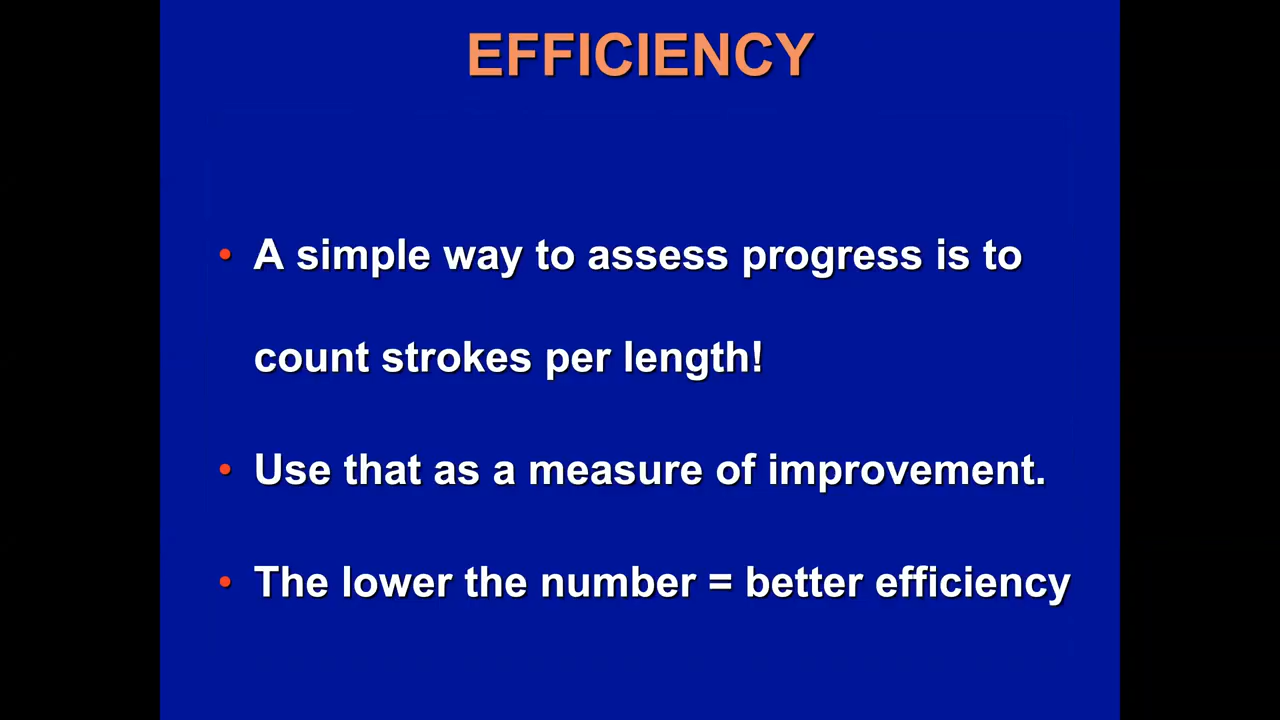 EFFICIENCY
• A simple way to assess progress is to
count strokes per length!
• Use that as a measure of improvement.
• The lower the number = better efficiency